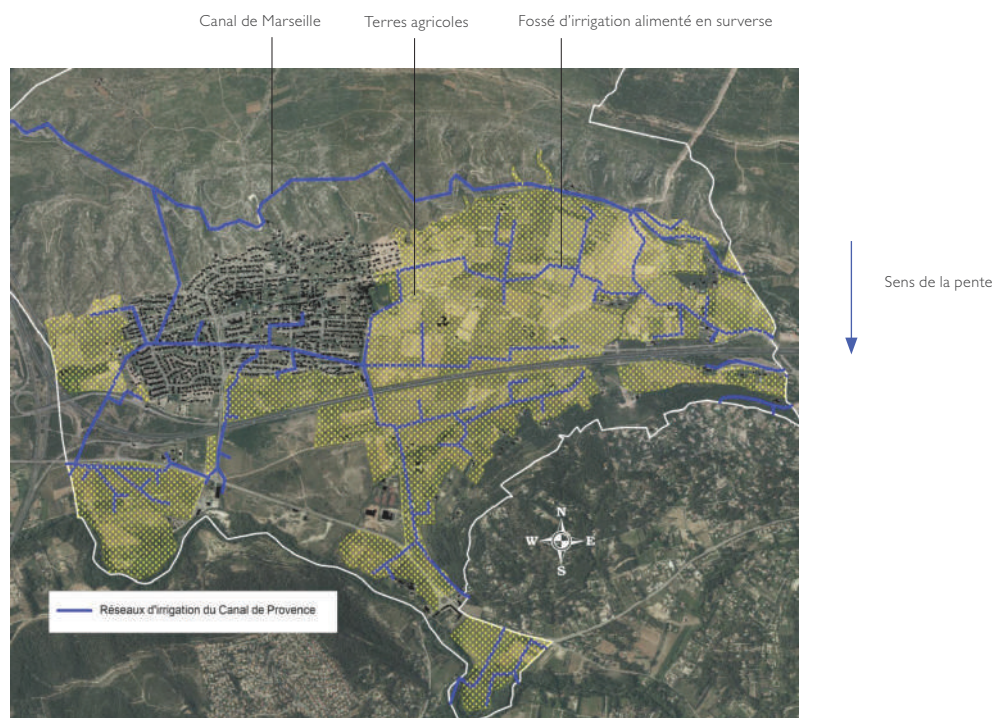 Canal de Marseille
Terres agricoles
Fossé d'irrigation alimenté en surverse
Sens de la pente
N
W E
S
Réseaux d'irrigation du Canal de Provence